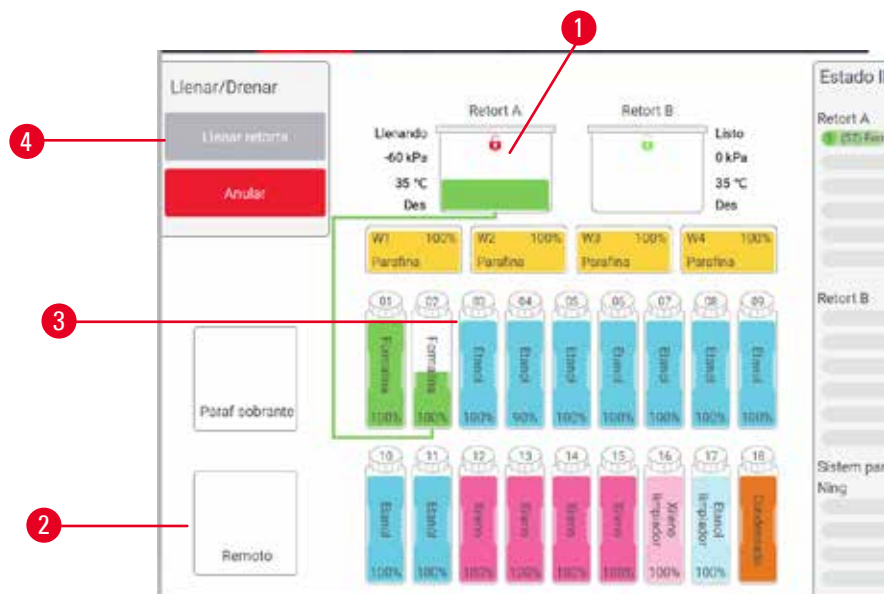 1
Llenar/Drenar
Llenar retorta
Anular
4
Retort A
Llenando
-60 kPa
35 °C
Des
Retort B
Listo
0 kPa
35 °C
Des
W1 100%
Parafina
W2 100%
Parafina
W3 100%
Parafina
W4 100%
Parafina
3
01 02 03 04 05 06 07 08 09
Formalina
Formalina
Etanol
Etanol
Etanol
Etanol
Etanol
Etanol
Etanol
100% 100% 100% 90% 100% 100% 100% 100% 100%
Paraf sobrante
10 11 12 13 14 15 16 17 18
Etanol
Etanol
Xileno
Xileno
Xileno
Xileno
Xileno limpiador
Etanol limpiador
Condensado
100% 100% 100% 100% 100% 100% 100% 100%
2
Remoto
Estado
Retort A
Retort B
Sistem par
Ning